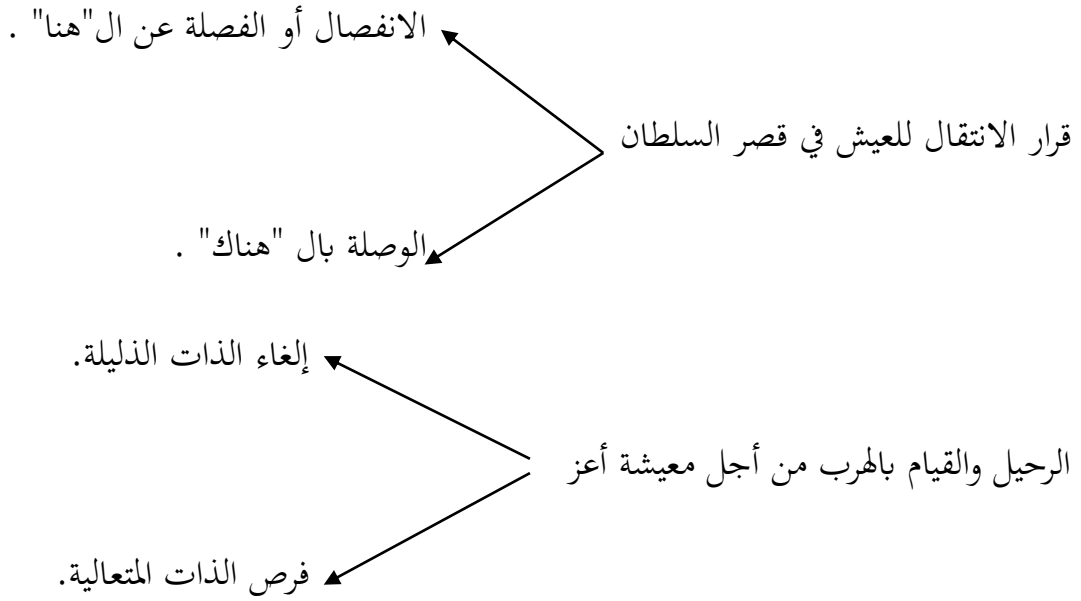 الانفصال أو الفصلة عن ال"هنا" .
قرار الانتقال للعيش في قصر السلطان
الوصلة بال "هناك" .
إلغاء الذات الذليلة.
الرحيل والقيام بالهرب من أجل معيشة أعز
فرص الذات المتعالية.